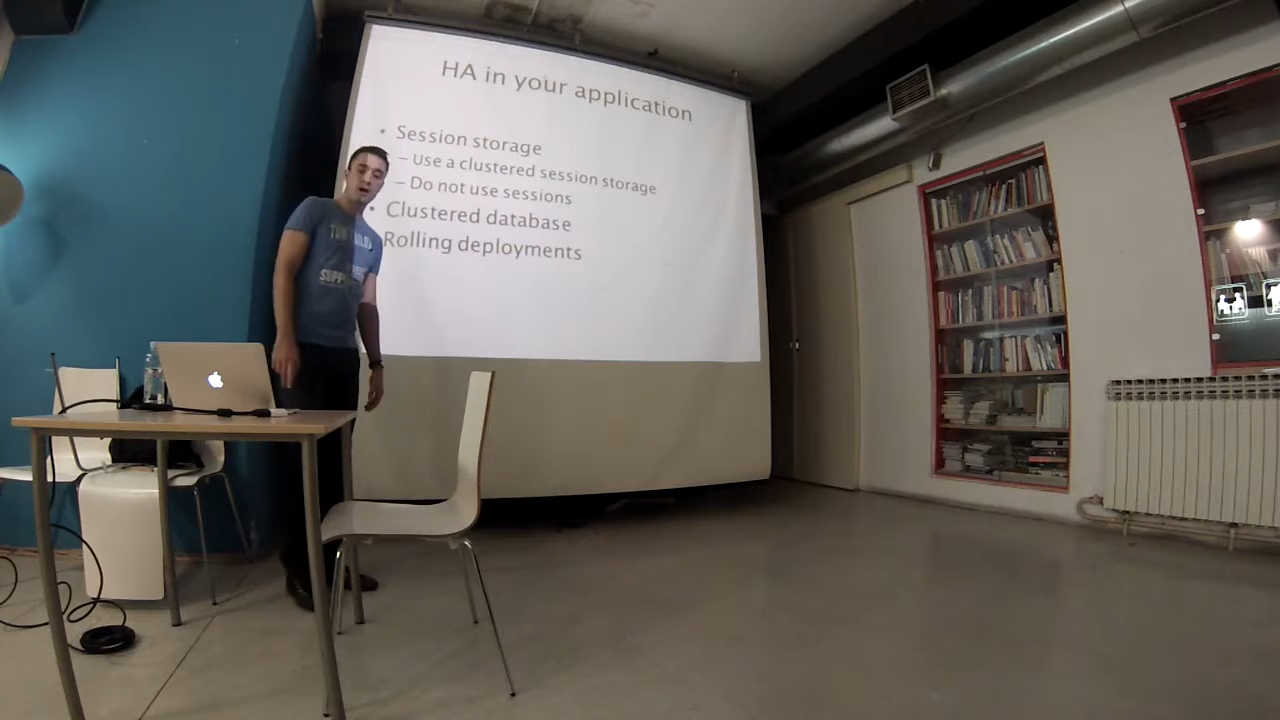 HA in your application
• Session storage
– Use a clustered session storage
– Do not use sessions
• Clustered database
Rolling deployments